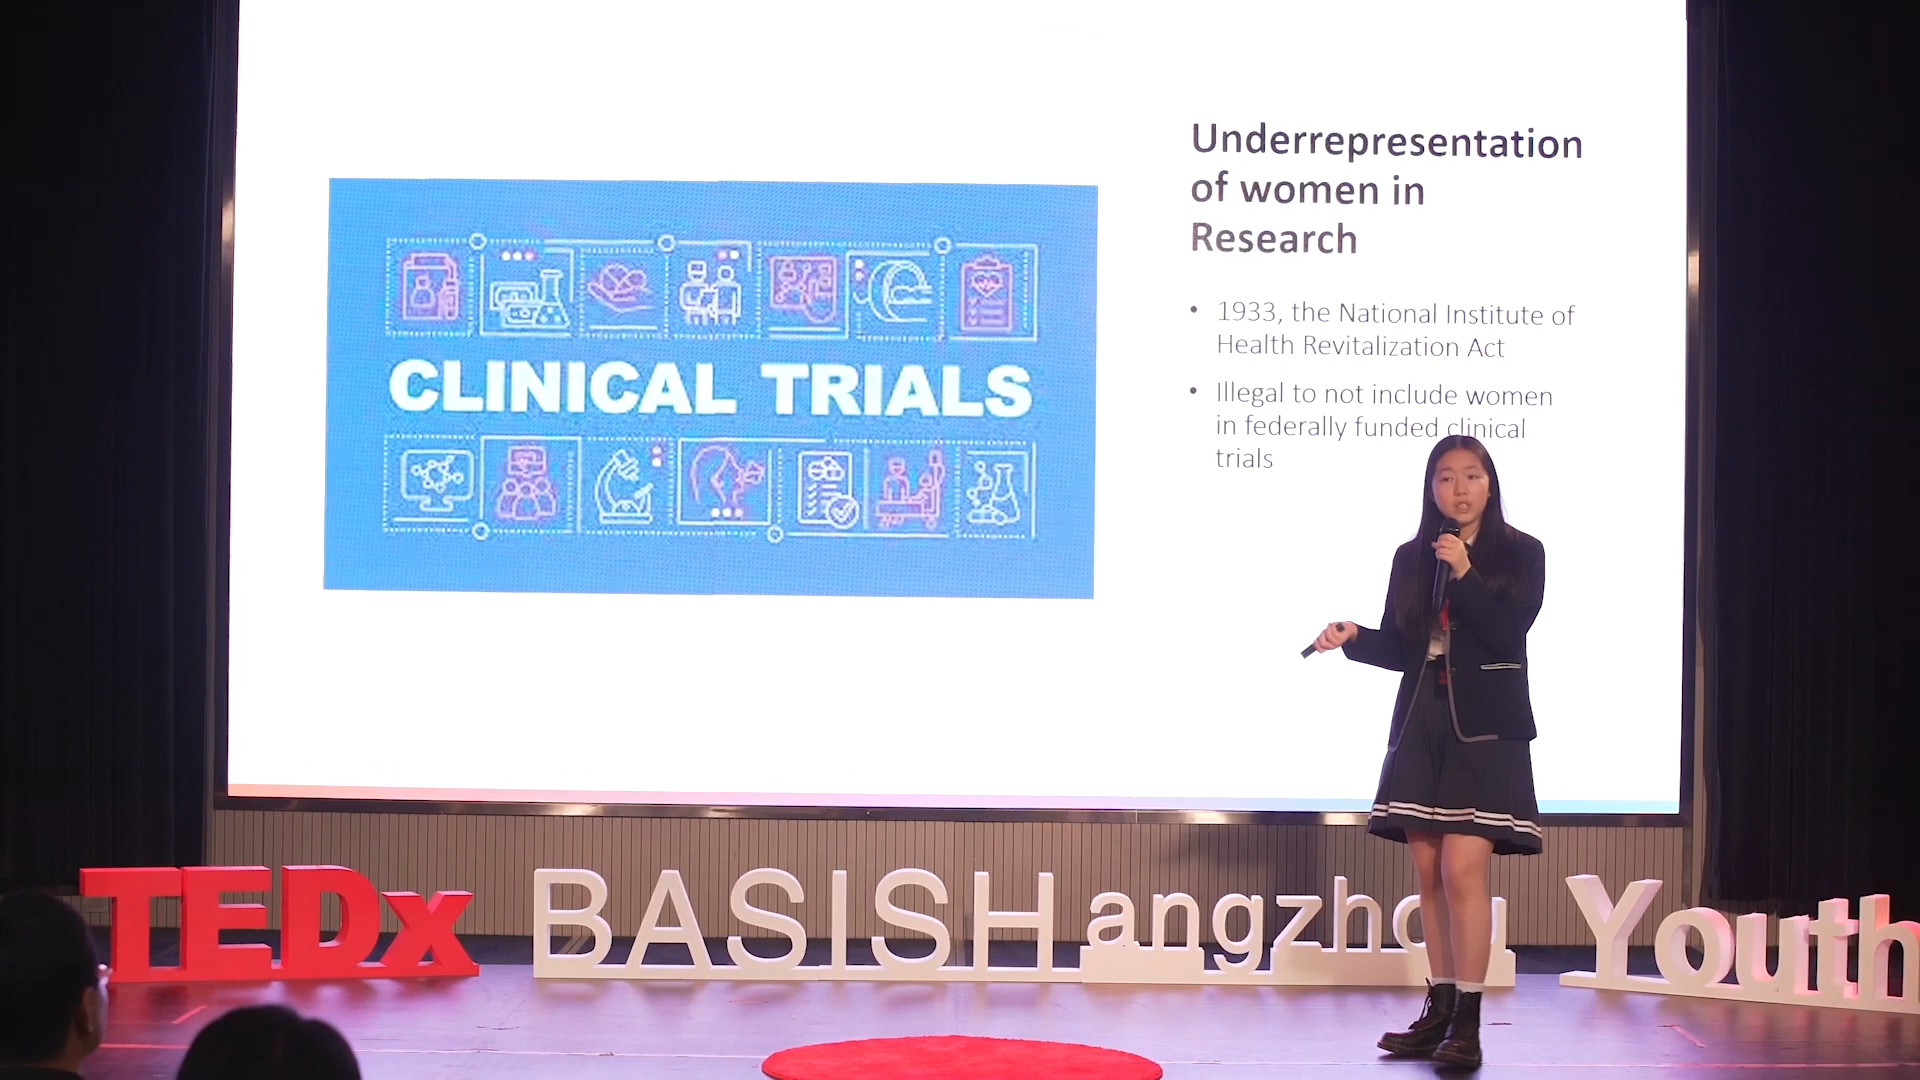 Underrepresentation
of women in
Research
• 1933, the National Institute of
Health Revitalization Act
• Illegal to not include women
in federally funded clinical
trials
CLINICAL TRIALS
TEDx BASISHangzhou Youth